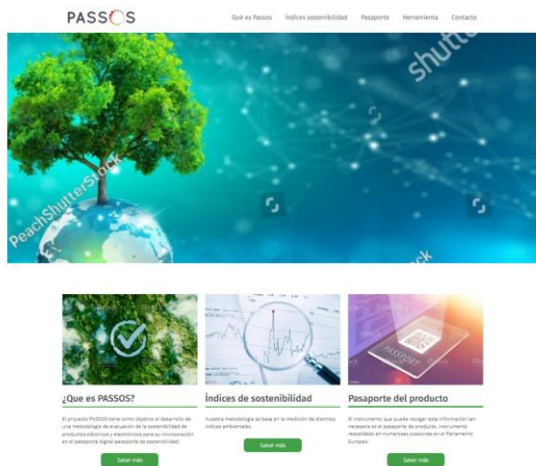 PASSOS
Qué es Passos Índices sostenibilidad Pasaporte Herramienta Contacto
shutte
PeachShutterStock
ck
PASSPORT
¿Que es PASSOS?
Índices de sostenibilidad
Pasaporte del producto
El proyecto PASSOS tiene como objetivo el desarrollo de
una metodología de evaluación de la sostenibilidad de
productos eléctricos y electrónicos para su incorporación
en el pasaporte digital pasaporte de sostenibilidad.
Nuestra metodología se basa en la medición de distintos
índices ambientales.
El instrumento que puede recoger esta información tan
necesaria es el pasaporte de producto, instrumento
respaldado en numerosas ocasiones en el Parlamento
Europeo.
Saber más
Saber más
Saber más